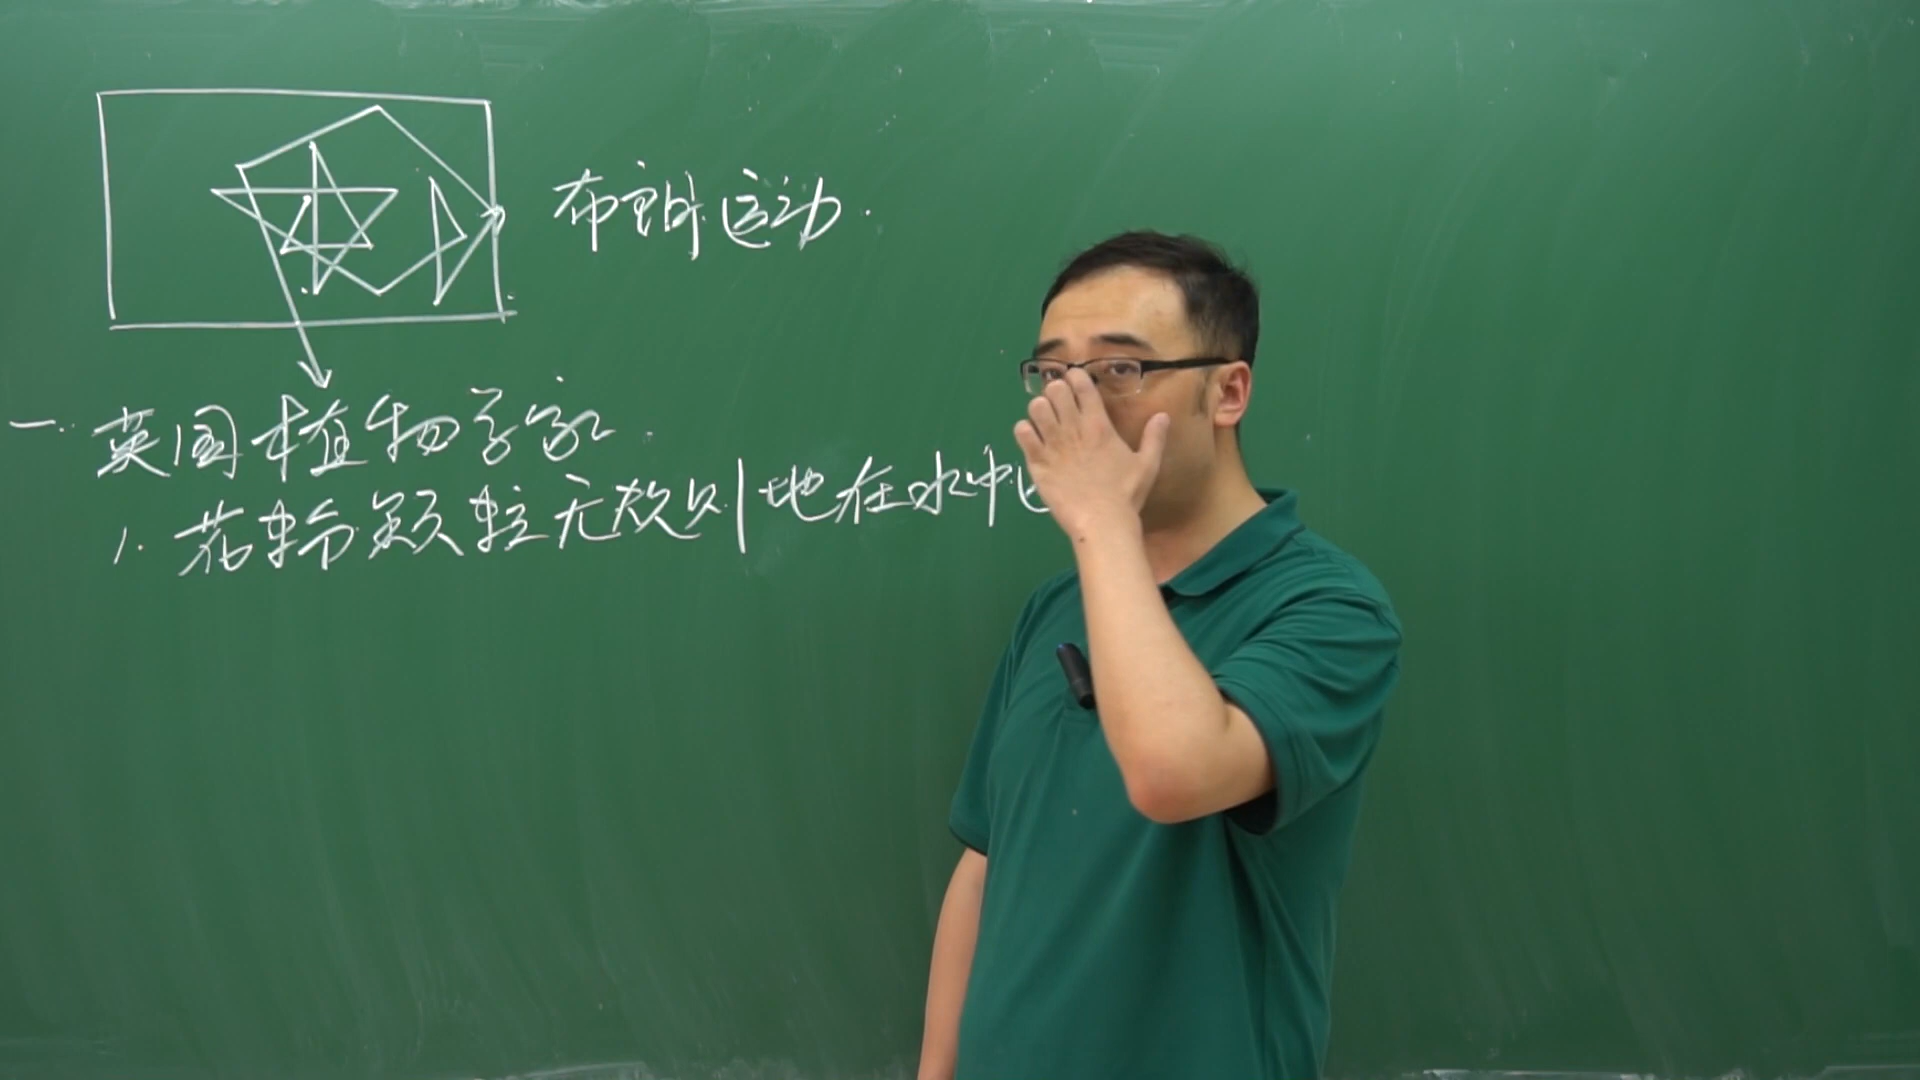 布朗运动.
一. 英国植物学家.
1. 花粉颗粒无规则地在水中